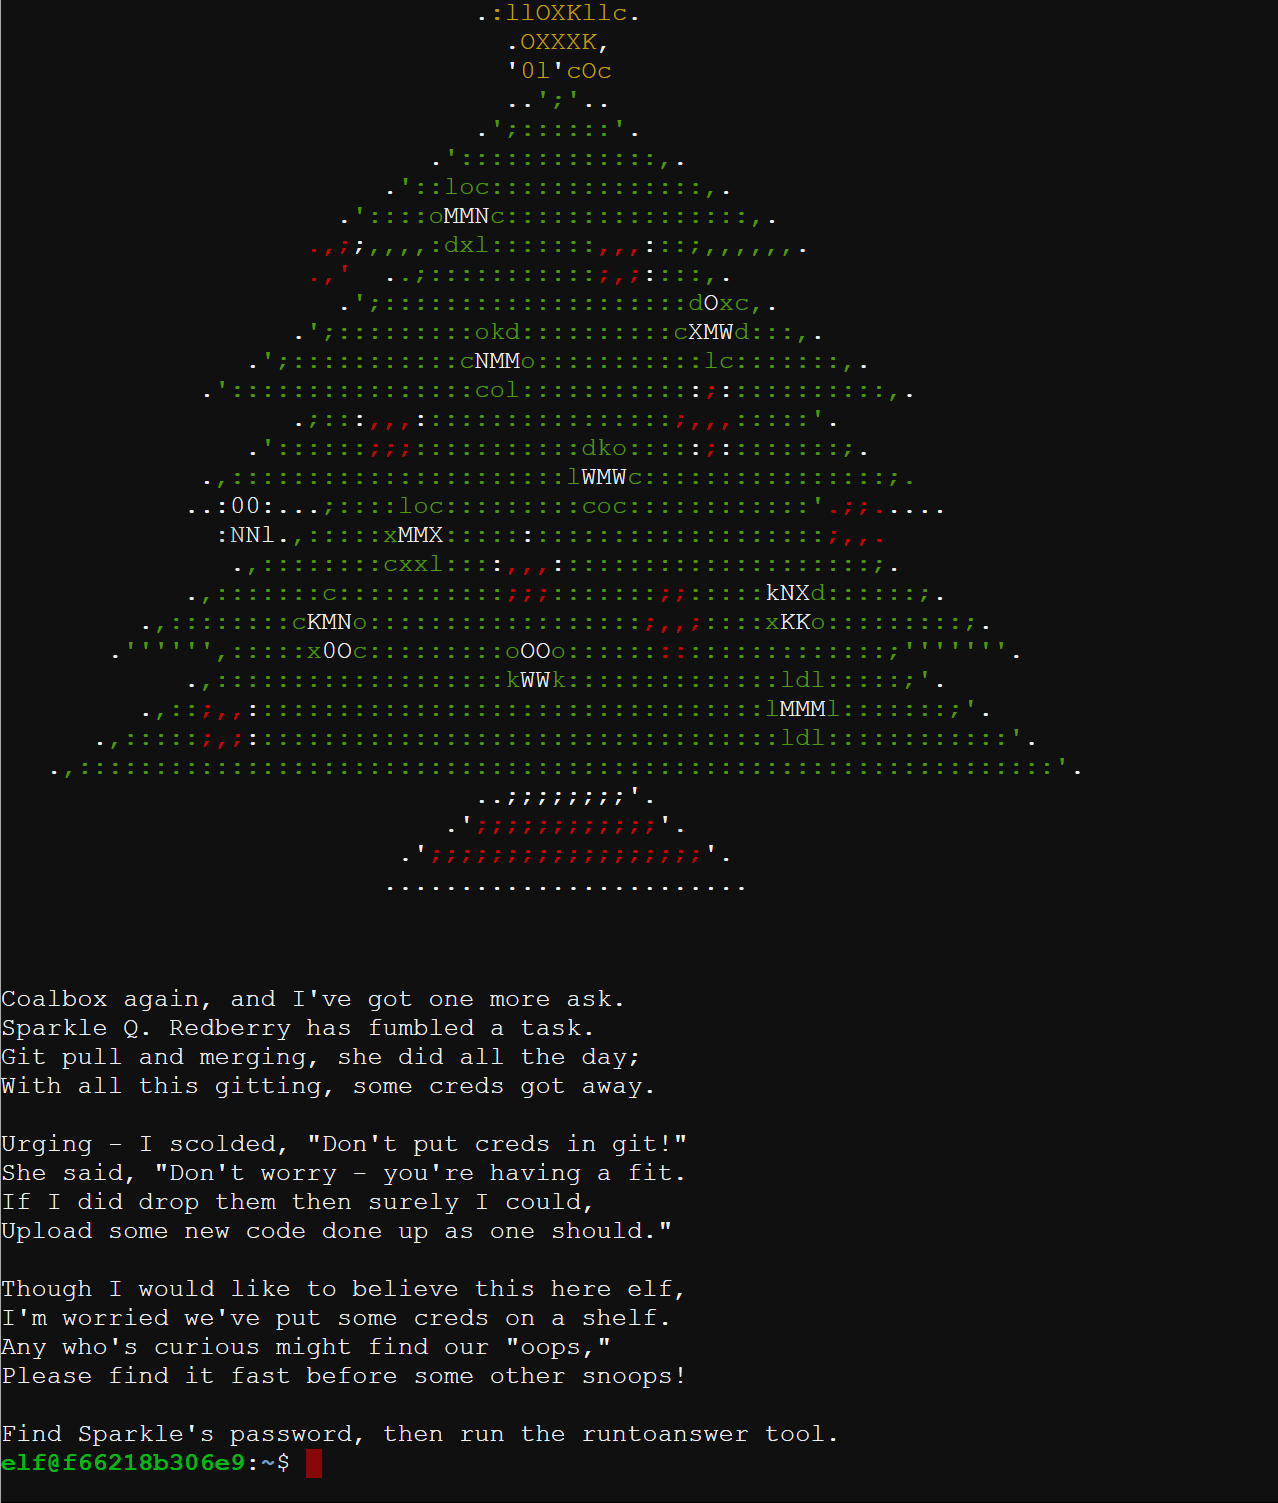 Coalbox again, and I've got one more ask.
Sparkle Q. Redberry has fumbled a task.
Git pull and merging, she did all the day;
With all this gitting, some creds got away.
Urging - I scolded, "Don't put creds in git!"
She said, "Don't worry - you're having a fit.
If I did drop them then surely I could,
Upload some new code done up as one should."
Though I would like to believe this here elf,
I'm worried we've put some creds on a shelf.
Any who's curious might find our "oops,"
Please find it fast before some other snoops!
Find Sparkle's password, then run the runtoanswer tool.
elf@f66218b306e9:~$